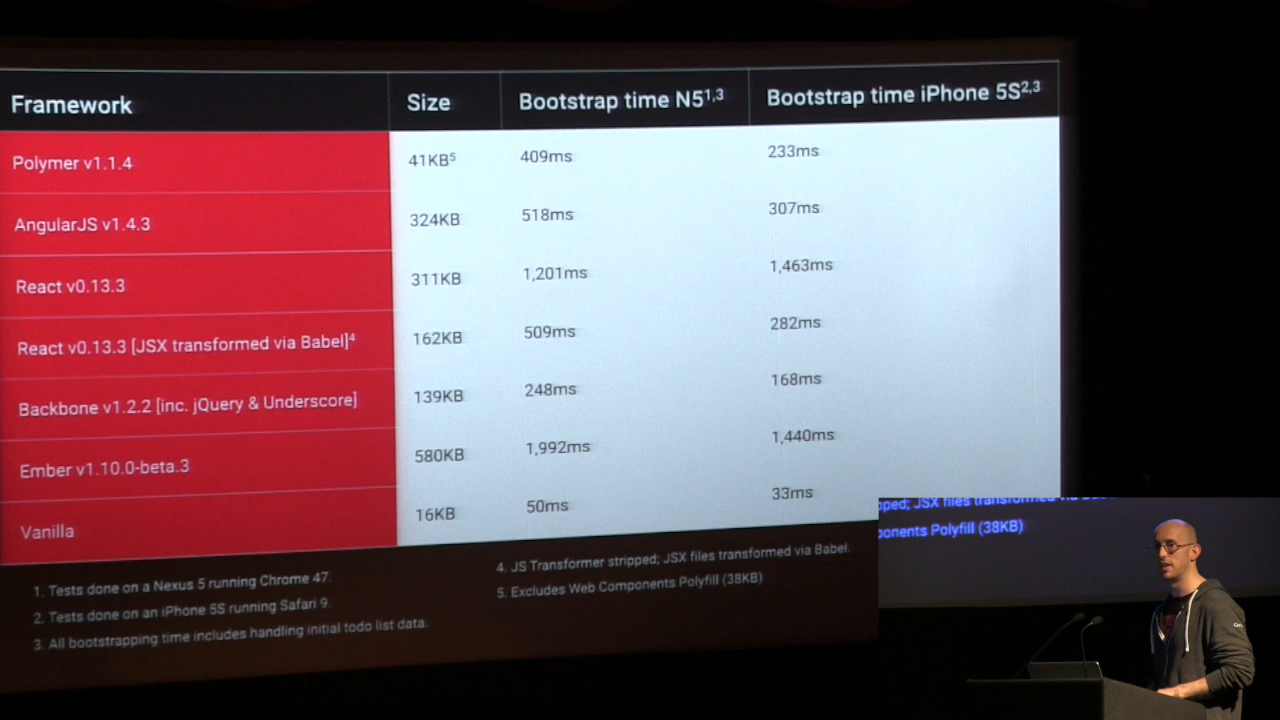 Framework Size Bootstrap time N5¹,³ Bootstrap time iPhone 5S²,³
Polymer v1.1.4 41KB⁵ 409ms 233ms
AngularJS v1.4.3 324KB 518ms 307ms
React v0.13.3 311KB 1,201ms 1,463ms
React v0.13.3 [JSX transformed via Babel]⁴ 162KB 509ms 282ms
Backbone v1.2.2 [inc. jQuery & Underscore] 139KB 248ms 168ms
Ember v1.10.0-beta.3 580KB 1,992ms 1,440ms
Vanilla 16KB 50ms 33ms
1. Tests done on a Nexus 5 running Chrome 47.
2. Tests done on an iPhone 5S running Safari 9.
3. All bootstrapping time includes handling initial todo list data.
4. JS Transformer stripped; JSX files transformed via Babel.
5. Excludes Web Components Polyfill (38KB)
pped; JSX files transformed via
ponents Polyfill (38KB)